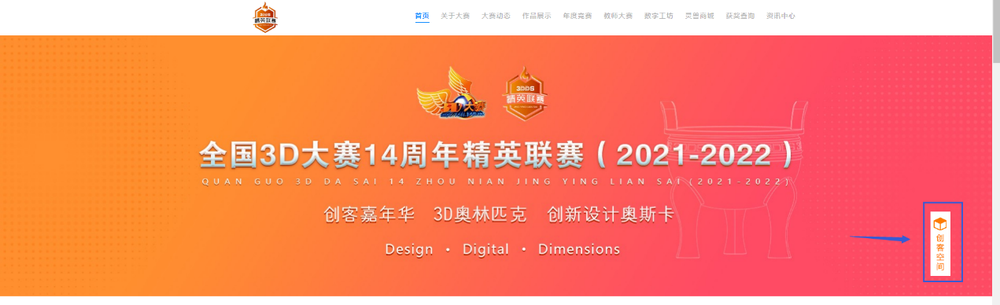 3DDS
精英联赛
首页 关于大赛 大赛动态 作品展示 年度竞赛 教师大赛 数字工坊 灵兽商城 获奖查询 资讯中心
3DDS
精英联赛
全国3D大赛14周年精英联赛（2021-2022）
QUAN GUO 3D DA SAI 14 ZHOU NIAN JING YING LIAN SAI (2021-2022)
创客嘉年华 3D奥林匹克 创新设计奥斯卡
Design • Digital • Dimensions
创客空间